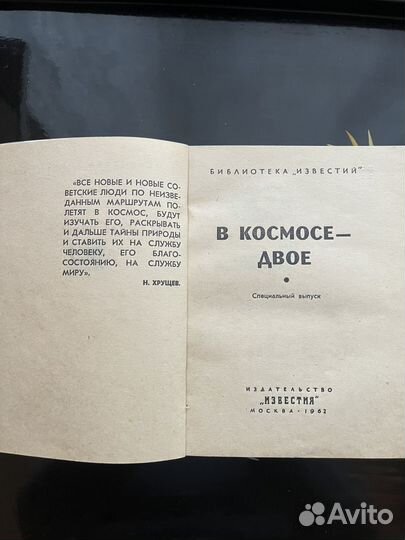 «ВСЕ НОВЫЕ И НОВЫЕ СО-
ВЕТСКИЕ ЛЮДИ ПО НЕИЗВЕ-
ДАННЫМ МАРШРУТАМ ПО-
ЛЕТЯТ В КОСМОС, БУДУТ
ИЗУЧАТЬ ЕГО, РАСКРЫВАТЬ
И ДАЛЬШЕ ТАЙНЫ ПРИРОДЫ
И СТАВИТЬ ИХ НА СЛУЖБУ
ЧЕЛОВЕКУ, ЕГО БЛАГО-
СОСТОЯНИЮ, НА СЛУЖБУ
МИРУ».
Н. ХРУЩЕВ.
БИБЛИОТЕКА „ИЗВЕСТИЙ"
В КОСМОСЕ—
ДВОЕ
Специальный выпуск
ИЗДАТЕЛЬСТВО
„ИЗВЕСТИЯ"
МОСКВА · 1962
Avito